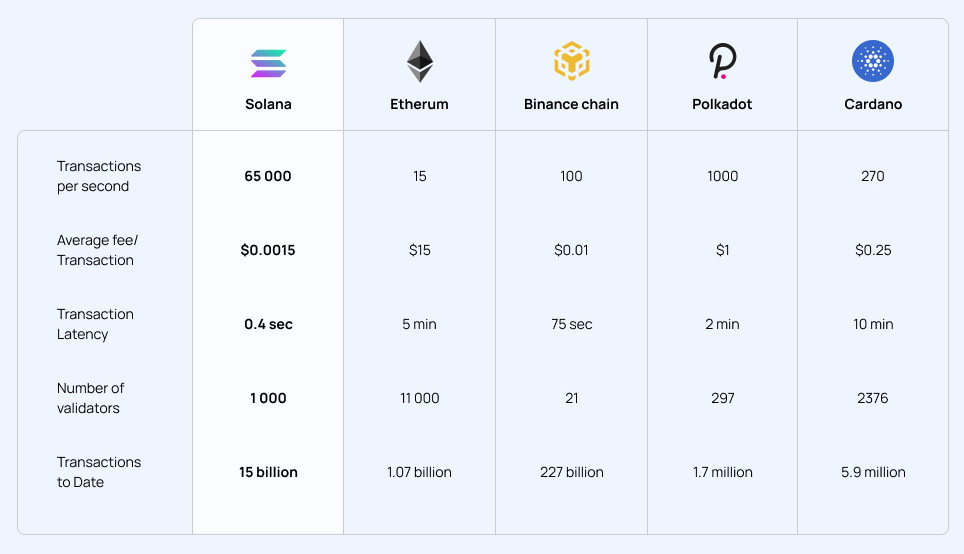 Solana Etherum Binance chain Polkadot Cardano
Transactions
per second
65 000 15 100 1000 270
Average fee/
Transaction
$0.0015 $15 $0.01 $1 $0.25
Transaction
Latency
0.4 sec 5 min 75 sec 2 min 10 min
Number of
validators
1 000 11 000 21 297 2376
Transactions
to Date
15 billion 1.07 billion 227 billion 1.7 million 5.9 million